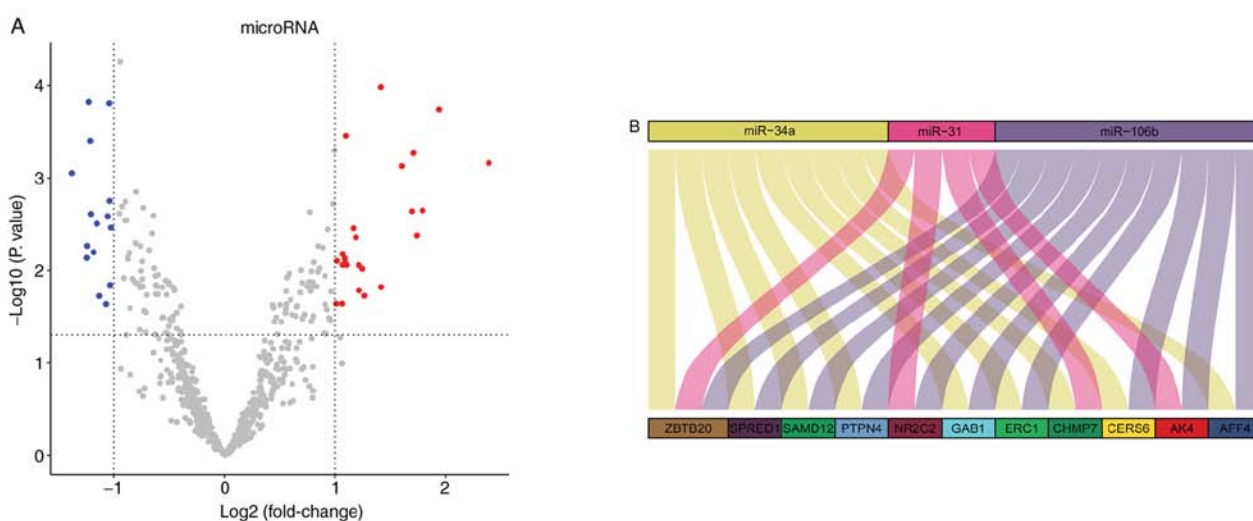 A
microRNA
−Log10 (P. value)
4
3
2
1
0
−1
0
1
2
Log2 (fold-change)
B
miR−34a
miR−31
miR−106b
ZBTB20
SPRED1
SAMD12
PTPN4
NR2C2
GAB1
ERC1
CHMP7
CERS6
AK4
AFF4